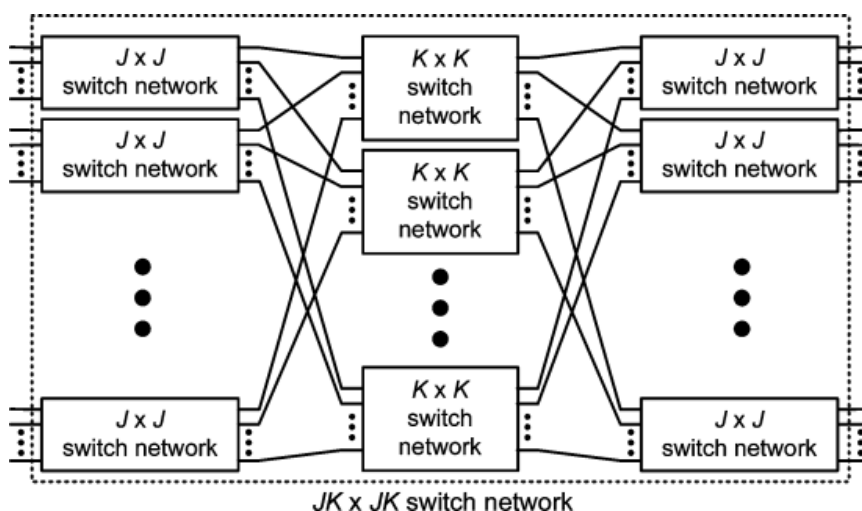 J x J
switch network
J x J
switch network
J x J
switch network
K x K
switch
network
K x K
switch
network
K x K
switch
network
J x J
switch network
J x J
switch network
J x J
switch network
JK x JK switch network